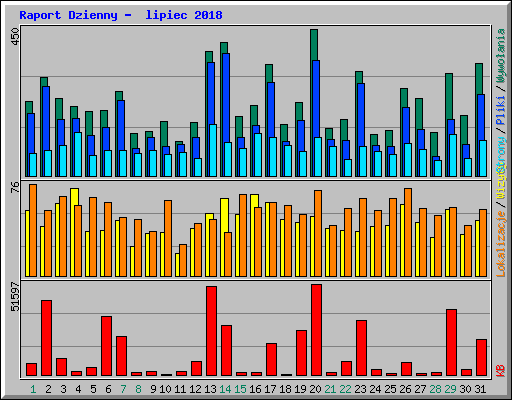 Raport Dzienny - lipiec 2018
450
76
51597
Wywołania / Pliki / Strony
Lokalizacje / Wizyt
KB
1 2 3 4 5 6 7 8 9 10 11 12 13 14 15 16 17 18 19 20 21 22 23 24 25 26 27 28 29 30 31